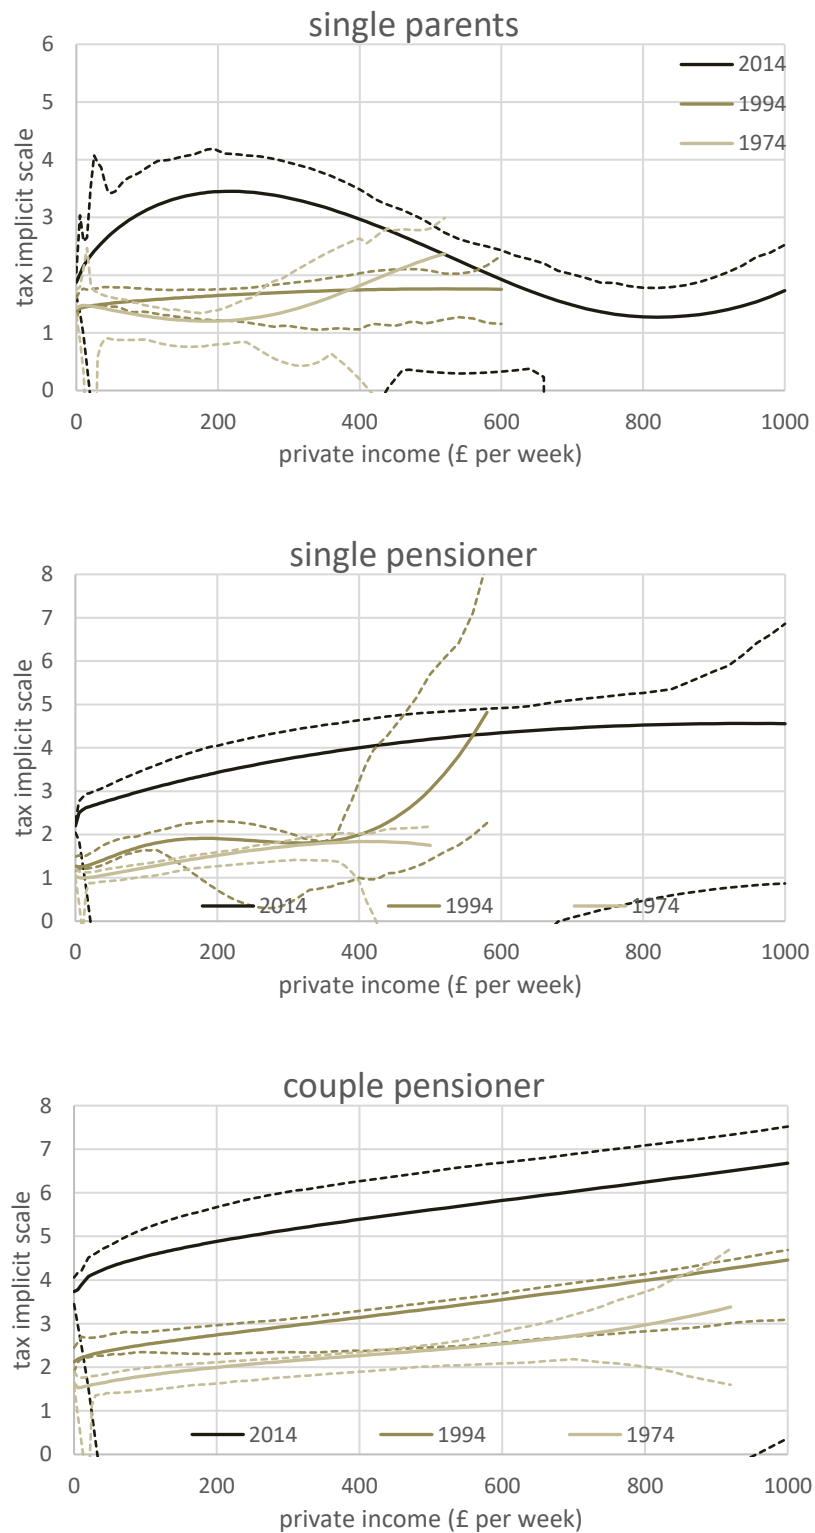 single parents
6
5
4
3
2
1
0
tax implicit scale
2014
1994
1974
0 200 400 600 800 1000
private income (£ per week)
single pensioner
8
7
6
5
4
3
2
1
0
tax implicit scale
2014 1994 1974
0 200 400 600 800 1000
private income (£ per week)
couple pensioner
8
7
6
5
4
3
2
1
0
tax implicit scale
2014 1994 1974
0 200 400 600 800 1000
private income (£ per week)